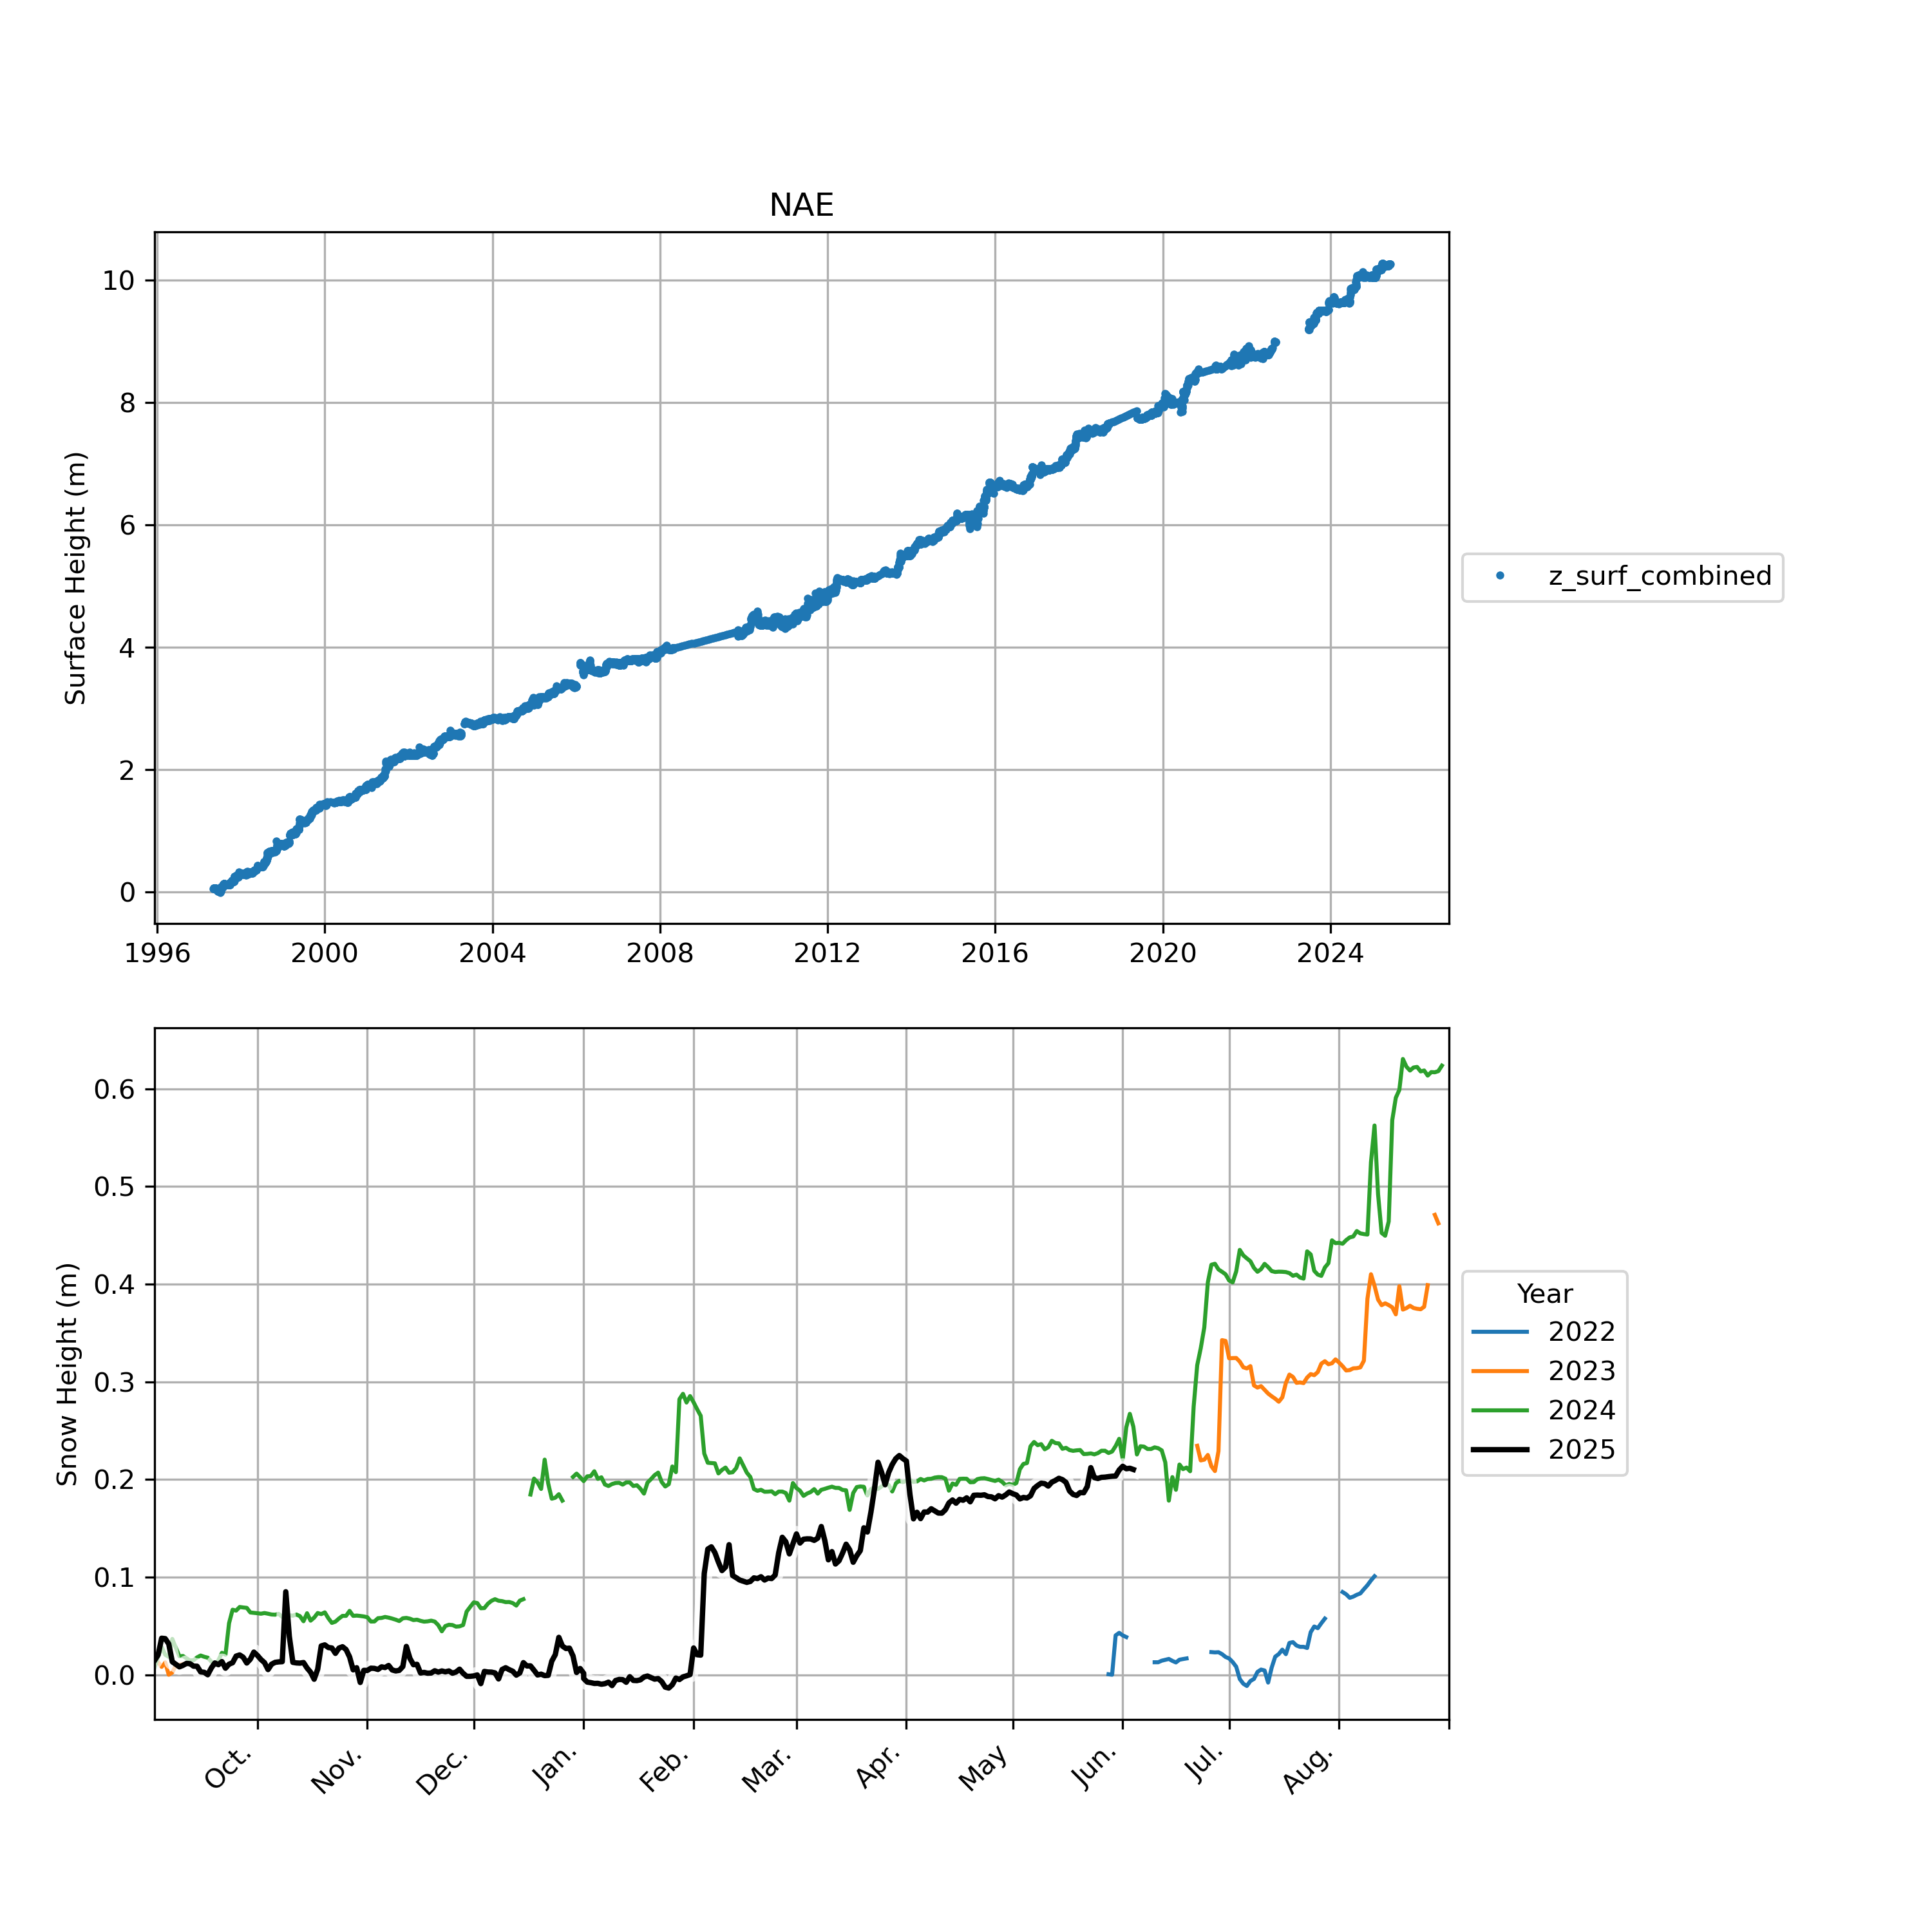 NAE
Surface Height (m)
10
8
6
4
2
0
1996 2000 2004 2008 2012 2016 2020 2024
z_surf_combined
Snow Height (m)
0.6
0.5
0.4
0.3
0.2
0.1
0.0
Oct. Nov. Dec. Jan. Feb. Mar. Apr. May Jun. Jul. Aug.
Year
2022
2023
2024
2025